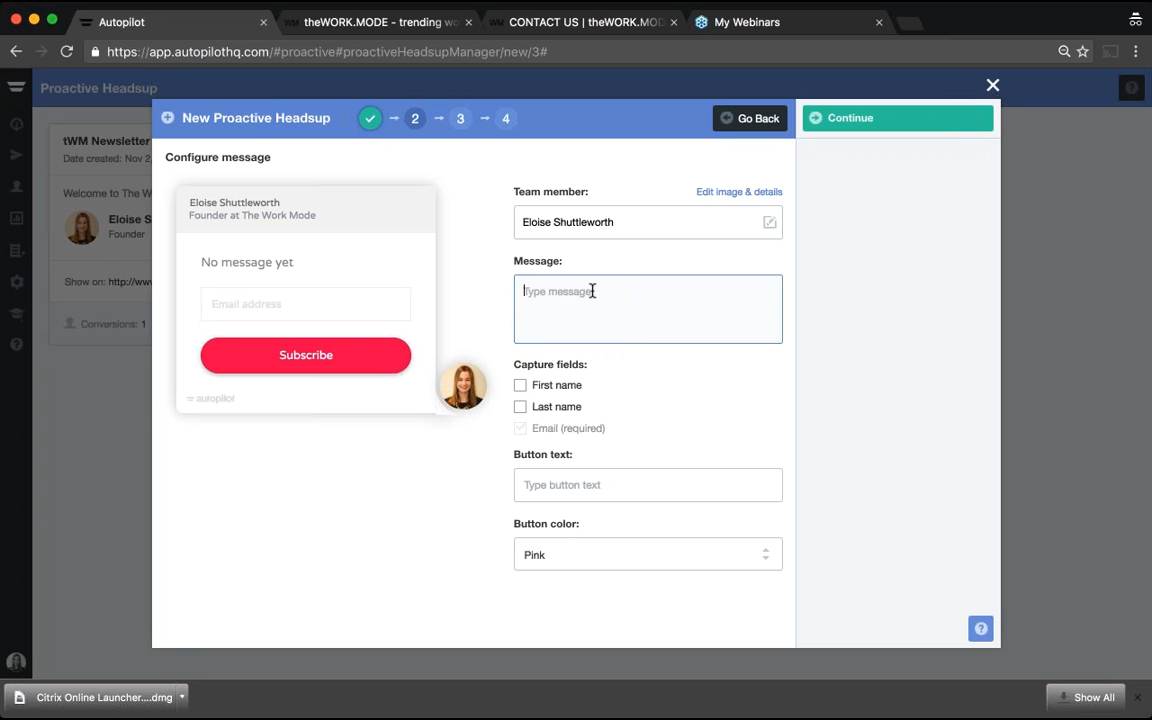 Autopilot
theWORK.MODE - trending wo
CONTACT US | theWORK.MOD
My Webinars
https://app.autopilothq.com/#proactive#proactiveHeadsupManager/new/3#
Proactive Headsup
tWM Newsletter
Date created: Nov 2,
Welcome to The W
Eloise S
Founder
Show on: http://www
Conversions: 1
New Proactive Headsup
2
3
4
Go Back
Continue
Configure message
Eloise Shuttleworth
Founder at The Work Mode
No message yet
Email address
Subscribe
autopilot
Team member:
Edit image & details
Eloise Shuttleworth
Message:
Type message
Capture fields:
First name
Last name
Email (required)
Button text:
Type button text
Button color:
Pink
Citrix Online Launcher....dmg
Show All